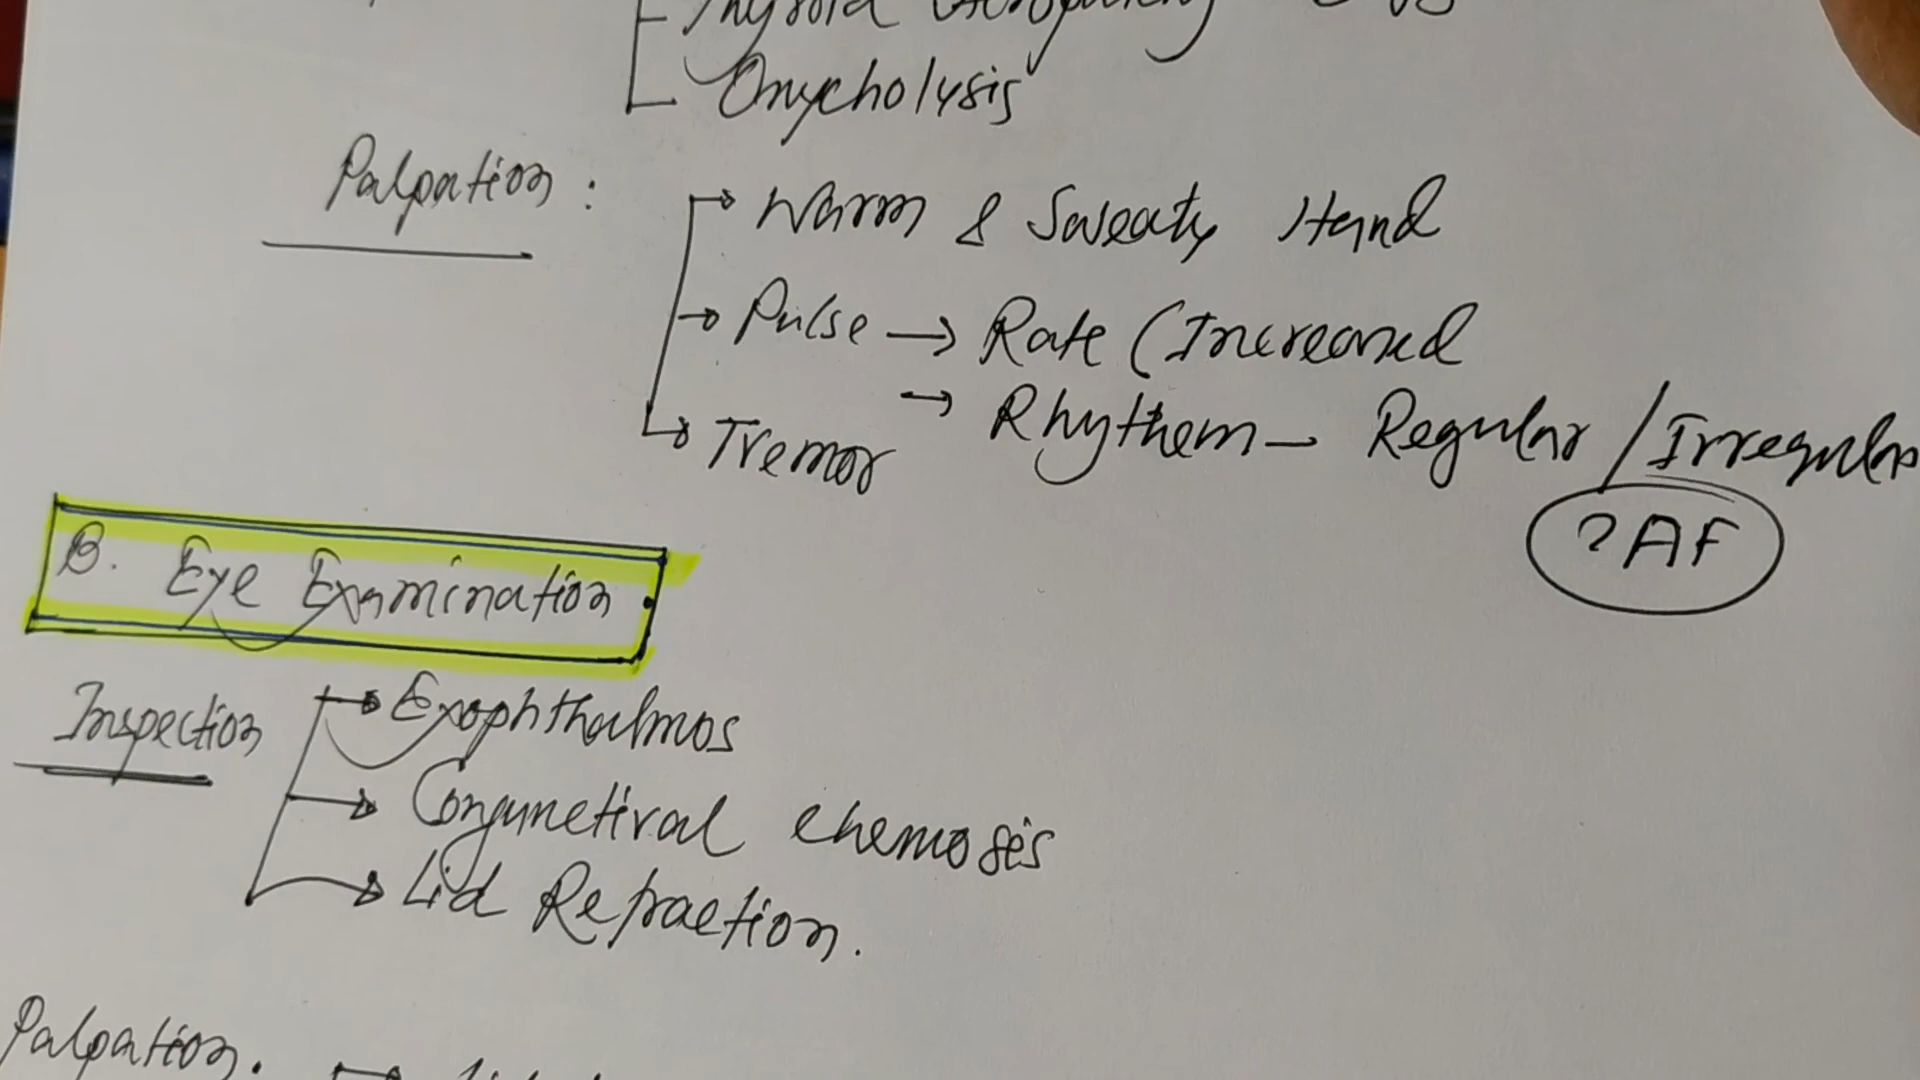 Thyroid
Onycholysis
Palpation :
Warm & Sweaty Hand
Pulse → Rate (Increased
→ Rhythem - Regular / Irregular
Tremor
?AF
B. Eye Examination
Inspection
Exophthalmos
Conjunctival chemosis
Lid Retraction.
Palpation.